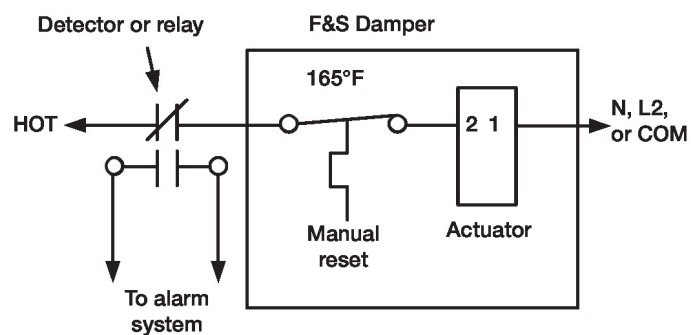 Detector or relay
F&S Damper
165°F
HOT
2 1
N, L2,
or COM
Manual
reset
Actuator
To alarm
system